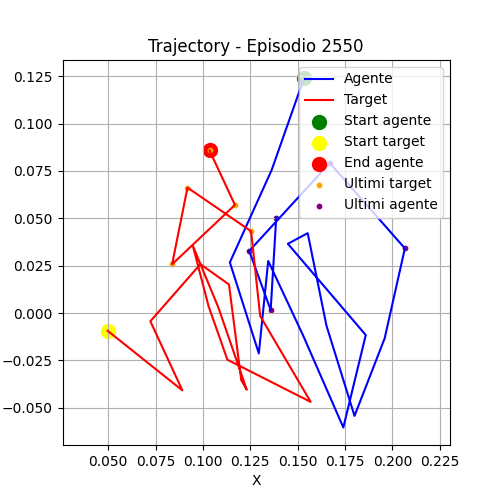 Trajectory - Episodio 2550
Agente
Target
Start agente
Start target
End agente
Ultimi target
Ultimi agente
0.125
0.100
0.075
0.050
0.025
0.000
−0.025
−0.050
0.050 0.075 0.100 0.125 0.150 0.175 0.200 0.225
X